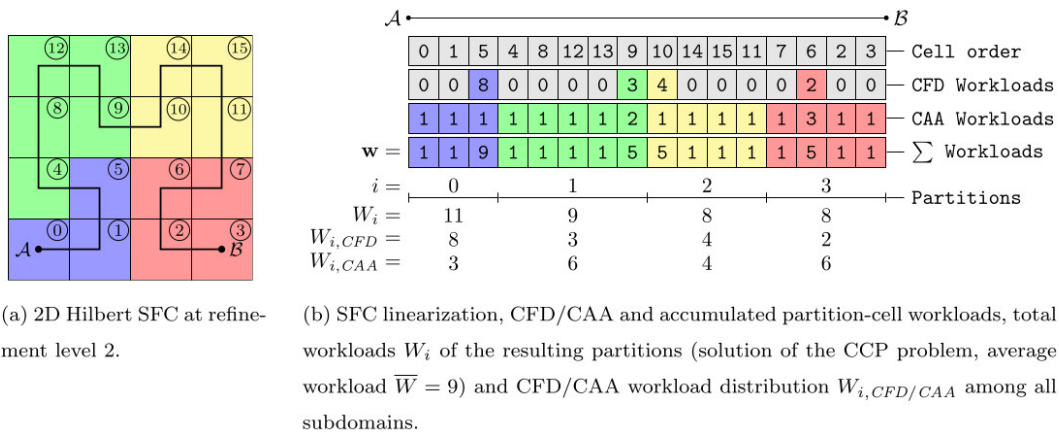 12 13 14 15
8 9 10 11
4 5 6 7
0 1 2 3
A B
A B
0 1 5 4 8 12 13 9 10 14 15 11 7 6 2 3 Cell order
0 0 8 0 0 0 0 3 4 0 0 0 0 2 0 0 CFD Workloads
1 1 1 1 1 1 1 2 1 1 1 1 1 3 1 1 CAA Workloads
w = 1 1 9 1 1 1 1 5 5 1 1 1 1 5 1 1 ∑ Workloads
i = 0 1 2 3
Partitions
W_i = 11 9 8 8
W_{i,CFD} = 8 3 4 2
W_{i,CAA} = 3 6 4 6
(a) 2D Hilbert SFC at refine-
ment level 2.
(b) SFC linearization, CFD/CAA and accumulated partition-cell workloads, total
workloads W_i of the resulting partitions (solution of the CCP problem, average
workload W̅ = 9) and CFD/CAA workload distribution W_{i,CFD/CAA} among all
subdomains.